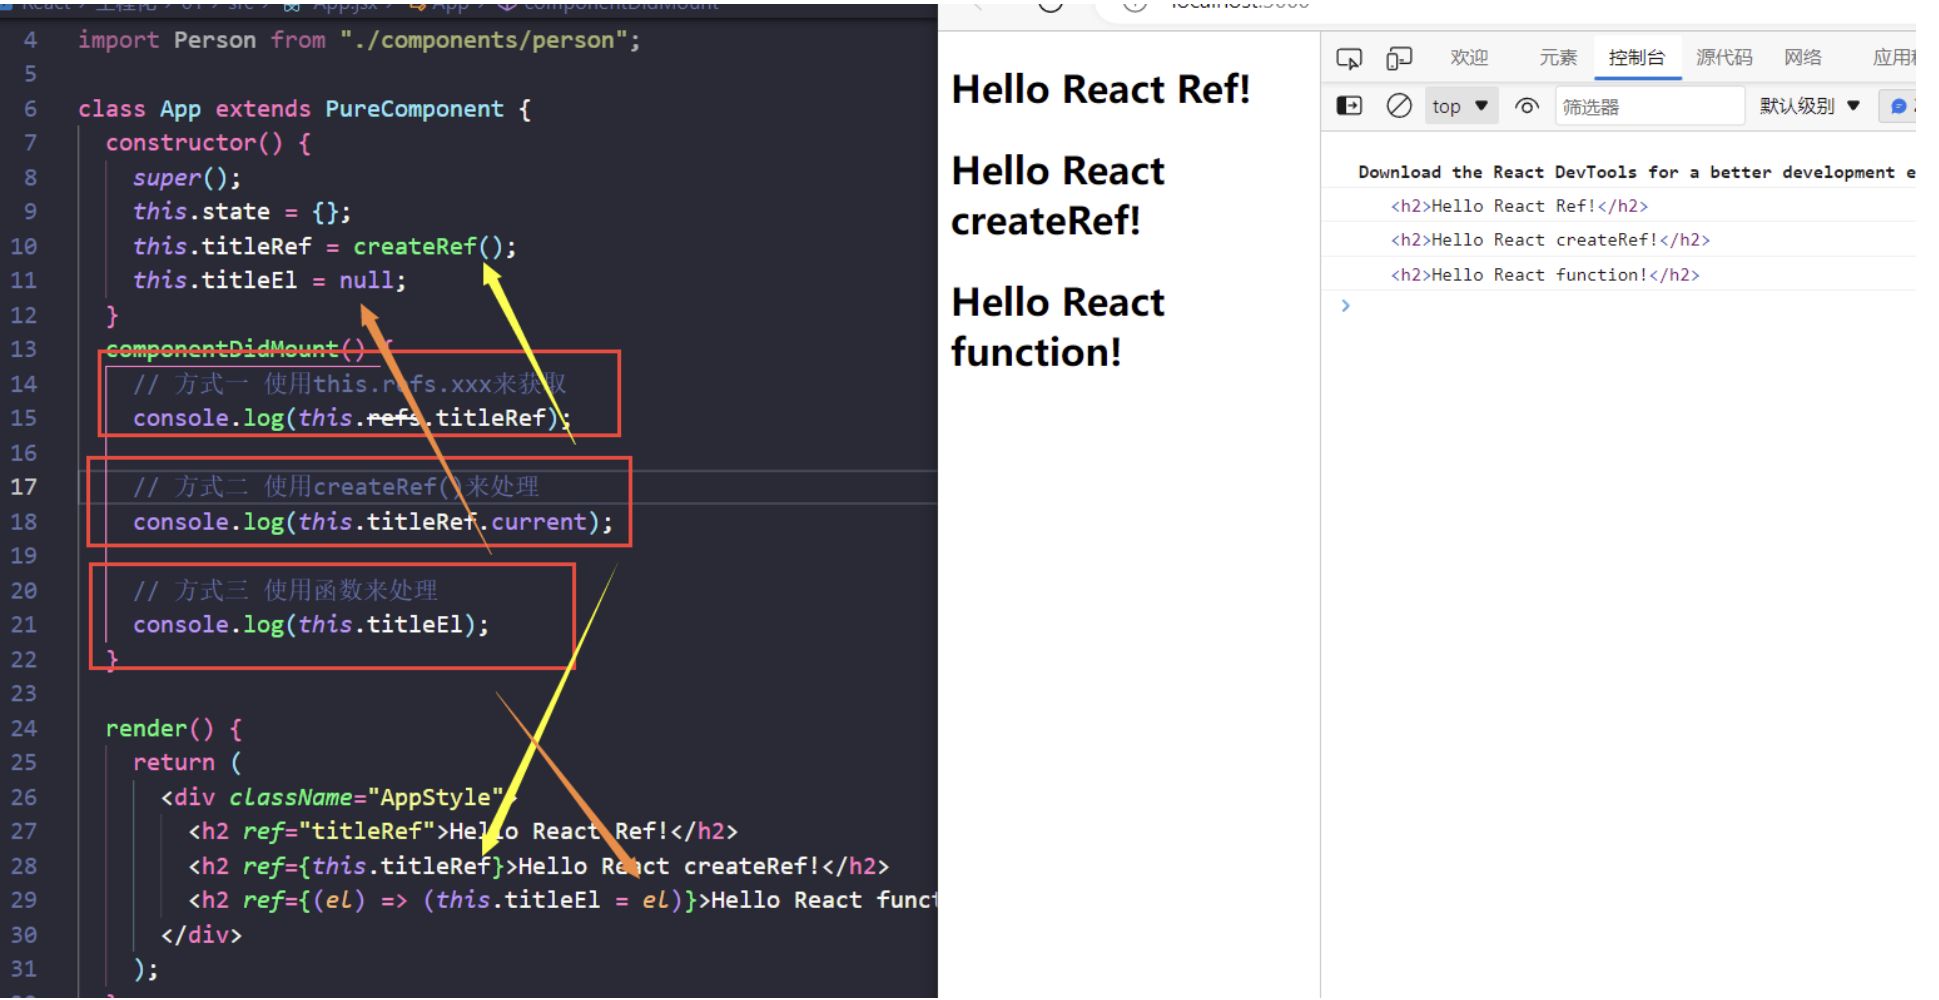 React > 工程化 > 01 > src > App.jsx > App > componentDidMount
4 import Person from "./components/person";
5
6 class App extends PureComponent {
7 constructor() {
8 super();
9 this.state = {};
10 this.titleRef = createRef();
11 this.titleEl = null;
12 }
13 componentDidMount() {
14 // 方式一 使用this.refs.xxx来获取
15 console.log(this.refs.titleRef);
16
17 // 方式二 使用createRef()来处理
18 console.log(this.titleRef.current);
19
20 // 方式三 使用函数来处理
21 console.log(this.titleEl);
22 }
23
24 render() {
25 return (
26 <div className="AppStyle">
27 <h2 ref="titleRef">Hello React Ref!</h2>
28 <h2 ref={this.titleRef}>Hello React createRef!</h2>
29 <h2 ref={(el) => (this.titleEl = el)}>Hello React funct
30 </div>
31 );
localhost:3000
Hello React Ref!
Hello React
createRef!
Hello React
function!
欢迎 元素 控制台 源代码 网络 应用
top 筛选器 默认级别
Download the React DevTools for a better development e
<h2>Hello React Ref!</h2>
<h2>Hello React createRef!</h2>
<h2>Hello React function!</h2>